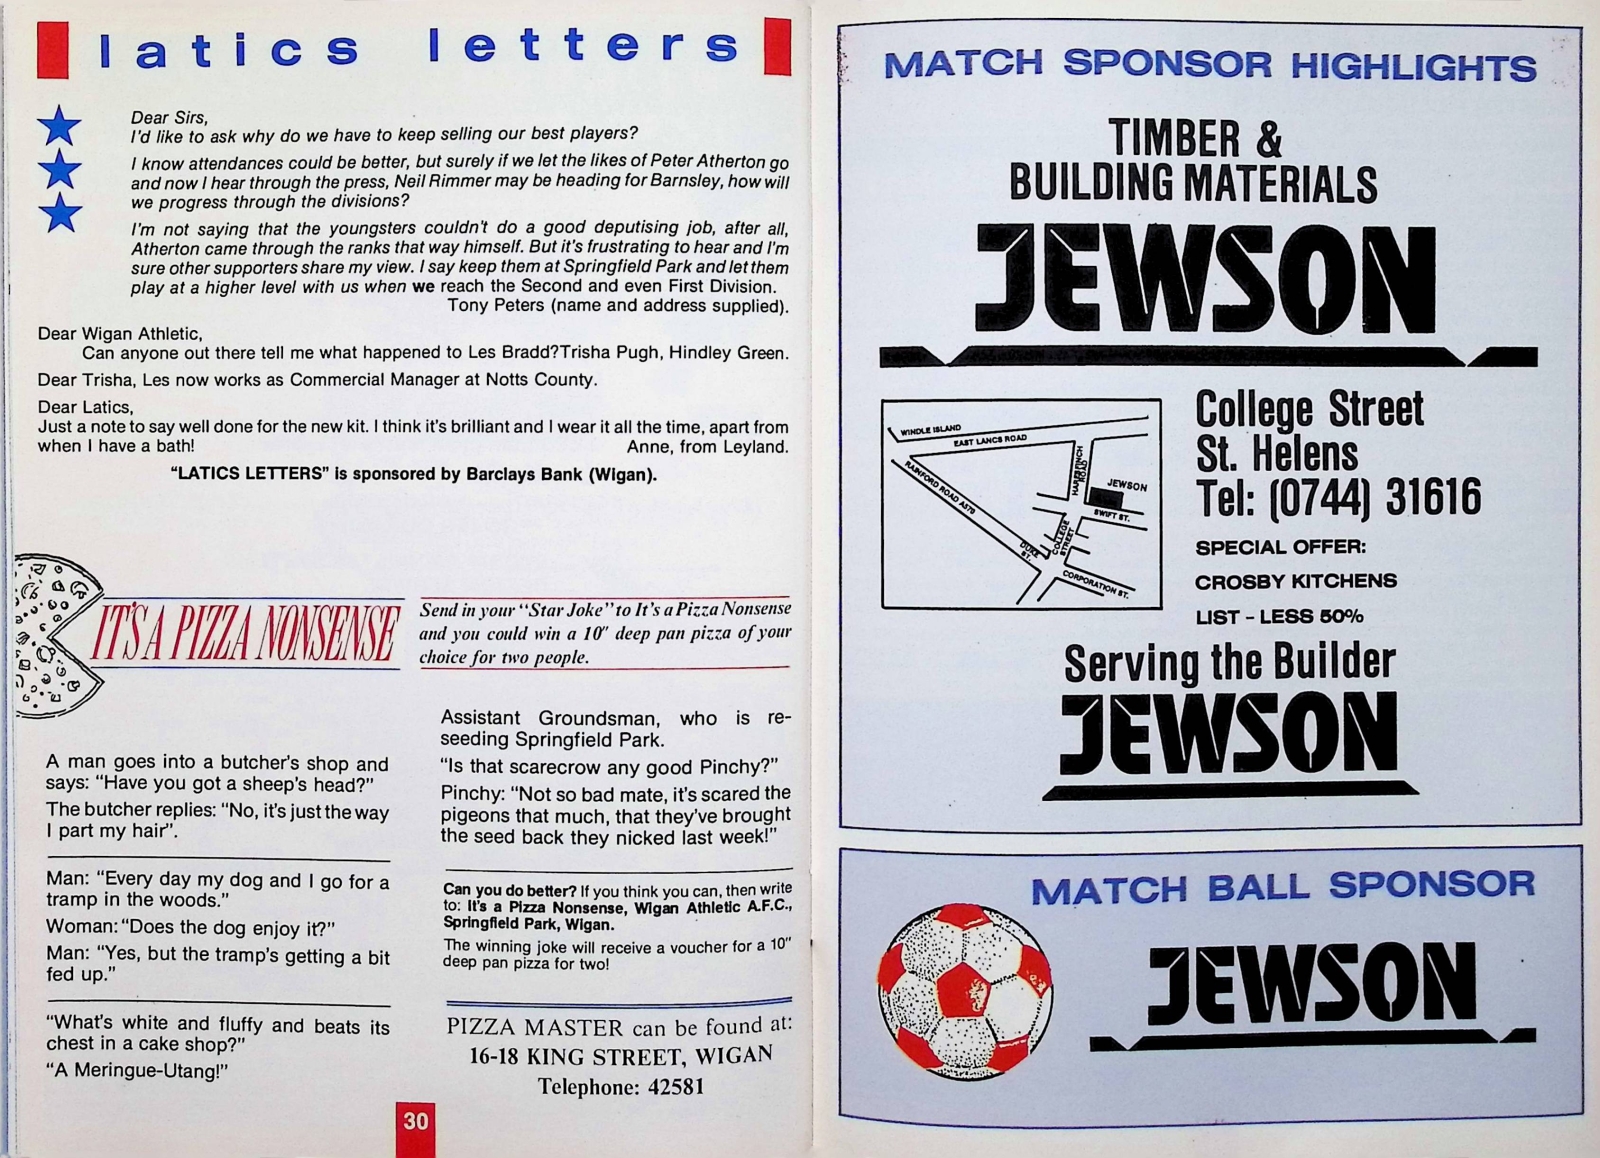 latics letters
Dear Sirs,
I'd like to ask why do we have to keep selling our best players?
I know attendances could be better, but surely if we let the likes of Peter Atherton go
and now I hear through the press, Neil Rimmer may be heading for Barnsley, how will
we progress through the divisions?
I'm not saying that the youngsters couldn't do a good deputising job, after all,
Atherton came through the ranks that way himself. But it's frustrating to hear and I'm
sure other supporters share my view. I say keep them at Springfield Park and let them
play at a higher level with us when we reach the Second and even First Division.
Tony Peters (name and address supplied).
Dear Wigan Athletic,
Can anyone out there tell me what happened to Les Bradd?Trisha Pugh, Hindley Green.
Dear Trisha, Les now works as Commercial Manager at Notts County.
Dear Latics,
Just a note to say well done for the new kit. I think it's brilliant and I wear it all the time, apart from
when I have a bath! Anne, from Leyland.
"LATICS LETTERS" is sponsored by Barclays Bank (Wigan).
IT'S A PIZZA NONSENSE
Send in your "Star Joke" to It's a Pizza Nonsense
and you could win a 10" deep pan pizza of your
choice for two people.
A man goes into a butcher's shop and
says: "Have you got a sheep's head?"
The butcher replies: "No, it's just the way
I part my hair".
Man: "Every day my dog and I go for a
tramp in the woods."
Woman: "Does the dog enjoy it?"
Man: "Yes, but the tramp's getting a bit
fed up."
"What's white and fluffy and beats its
chest in a cake shop?"
"A Meringue-Utang!"
Assistant Groundsman, who is re-
seeding Springfield Park.
"Is that scarecrow any good Pinchy?"
Pinchy: "Not so bad mate, it's scared the
pigeons that much, that they've brought
the seed back they nicked last week!"
Can you do better? If you think you can, then write
to: It's a Pizza Nonsense, Wigan Athletic A.F.C.,
Springfield Park, Wigan.
The winning joke will receive a voucher for a 10"
deep pan pizza for two!
PIZZA MASTER can be found at:
16-18 KING STREET, WIGAN
Telephone: 42581
30
MATCH SPONSOR HIGHLIGHTS
TIMBER &
BUILDING MATERIALS
JEWSON
WINDLE ISLAND
EAST LANCS ROAD
RAINFORD ROAD A570
HARESFINCH
ROAD
JEWSON
SWIFT ST.
COLLEGE
STREET
DUKE
ST.
CORPORATION ST.
College Street
St. Helens
Tel: (0744) 31616
SPECIAL OFFER:
CROSBY KITCHENS
LIST - LESS 50%
Serving the Builder
JEWSON
MATCH BALL SPONSOR
JEWSON